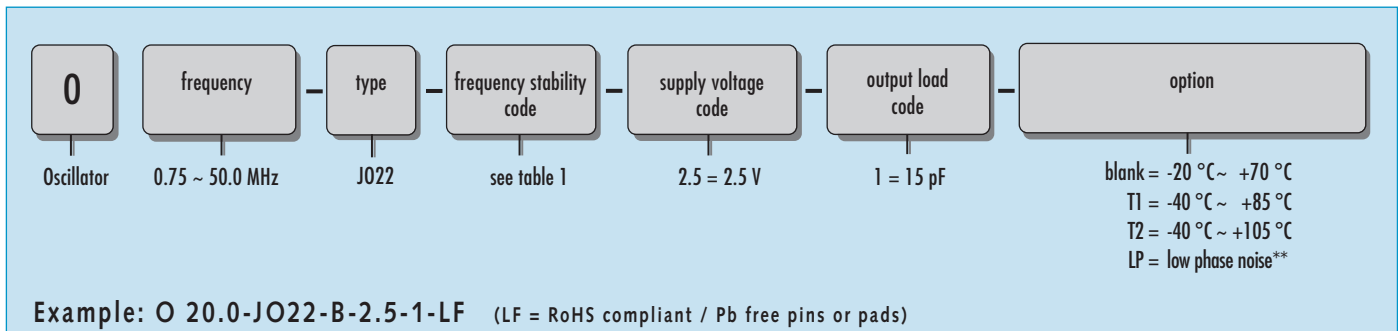 O
frequency
–
type
–
frequency stability
code
–
supply voltage
code
–
output load
code
–
option
Oscillator
0.75 ~ 50.0 MHz
JO22
see table 1
2.5 = 2.5 V
1 = 15 pF
blank = -20 °C~ +70 °C
T1 = -40 °C ~ +85 °C
T2 = -40 °C ~ +105 °C
LP = low phase noise**
Example: O 20.0-JO22-B-2.5-1-LF (LF = RoHS compliant / Pb free pins or pads)